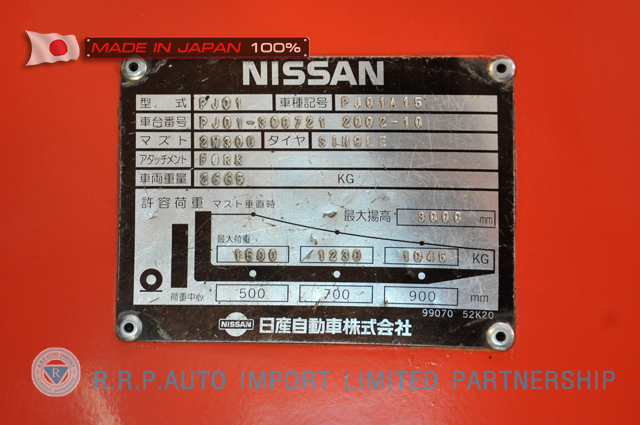 MADE IN JAPAN 100%
NISSAN
型式 PJ01 車種記号 PJ01A15
車台番号 PJ01-306721 2002-10
マスト 2W300 タイヤ SINGLE
アタッチメント FORK
車両重量 2665 KG
許容荷重 マスト垂直時
最大揚高 3000 mm
最大荷重
1500 1230 1045 KG
荷重中心 500 700 900 mm
NISSAN 日産自動車株式会社
99070 52K20
R.R.P.AUTO IMPORT LIMITED PARTNERSHIP